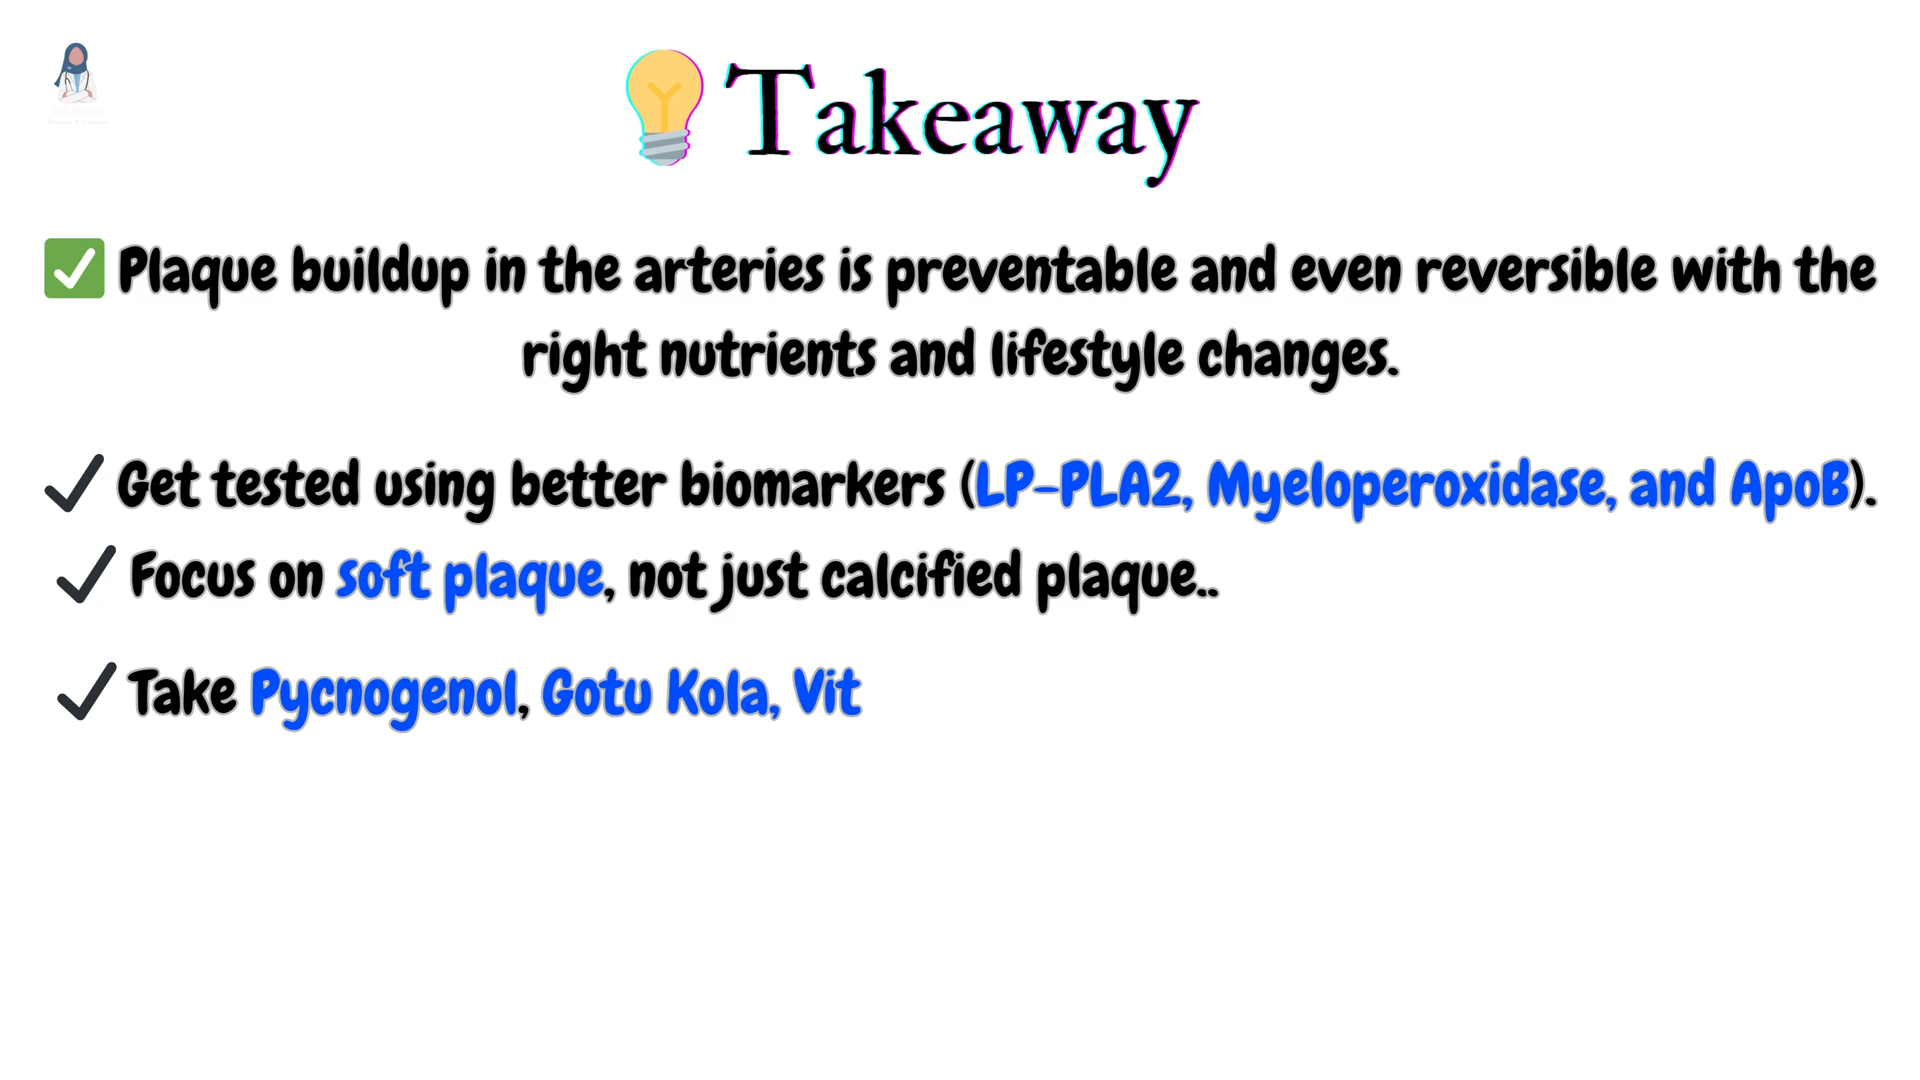 Takeaway
Plaque buildup in the arteries is preventable and even reversible with the
right nutrients and lifestyle changes.
Get tested using better biomarkers (LP-PLA2, Myeloperoxidase, and ApoB).
Focus on soft plaque, not just calcified plaque..
Take Pycnogenol, Gotu Kola, Vit